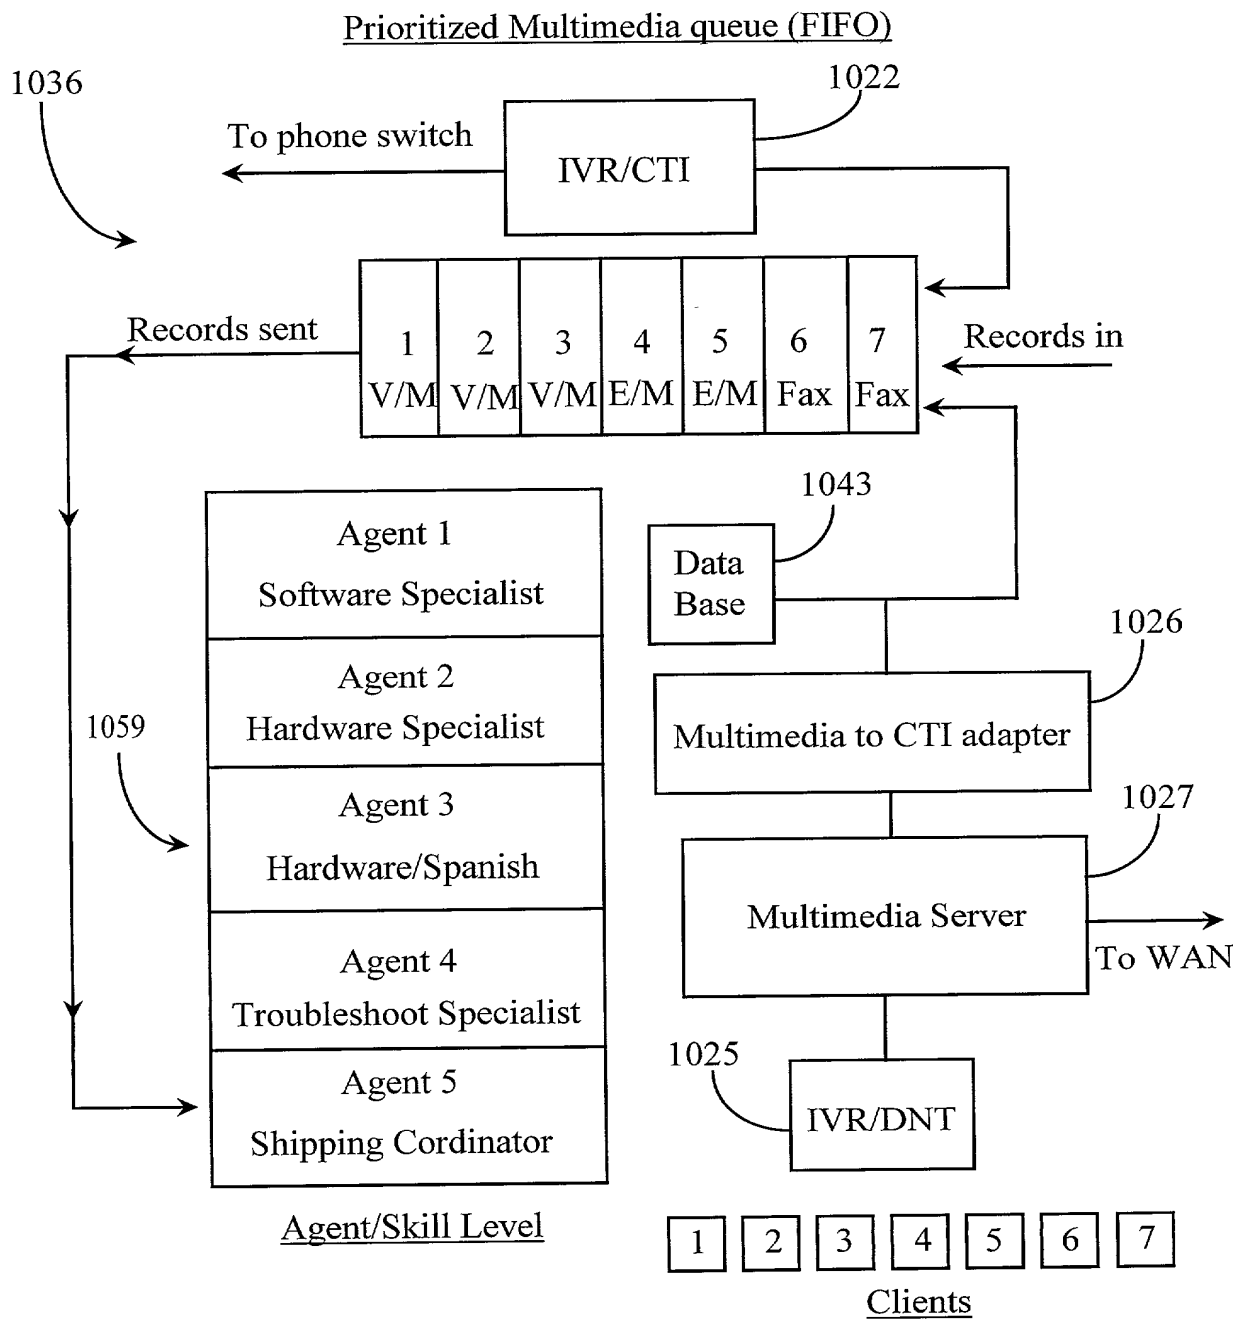 Prioritized Multimedia queue (FIFO)
1036
1022
To phone switch
IVR/CTI
Records sent
1 2 3 4 5 6 7
V/M V/M V/M E/M E/M Fax Fax
Records in
1043
Agent 1
Software Specialist
Data
Base
1026
Agent 2
Hardware Specialist
Multimedia to CTI adapter
1059
1027
Agent 3
Hardware/Spanish
Multimedia Server
To WAN
Agent 4
Troubleshoot Specialist
1025
Agent 5
Shipping Cordinator
IVR/DNT
Agent/Skill Level
1 2 3 4 5 6 7
Clients